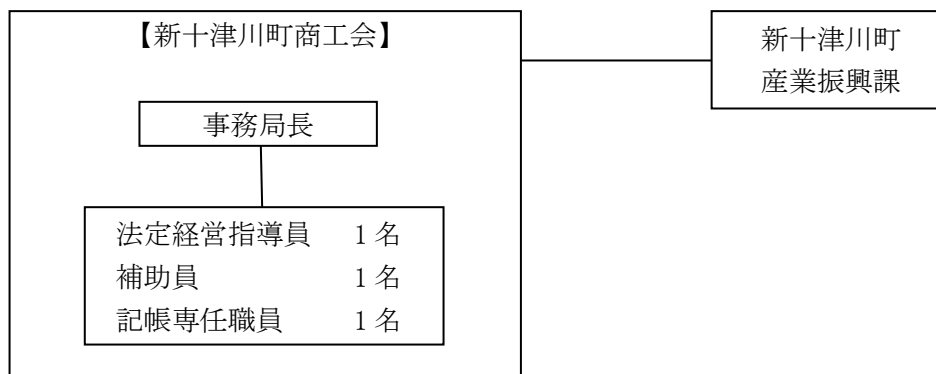 【新十津川町商工会】
新十津川町
産業振興課
事務局長
法定経営指導員 1名
補助員 1名
記帳専任職員 1名